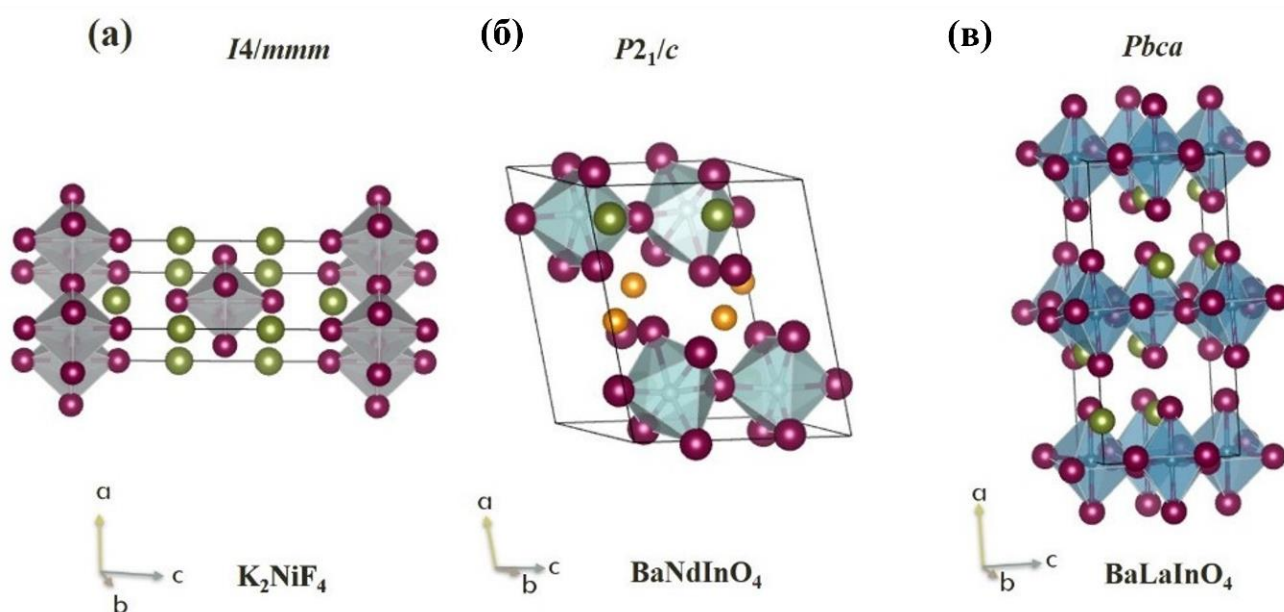 (а) I4/mmm
(б) P2₁/c
(в) Pbca
a
c
b
K₂NiF₄
a
c
b
BaNdInO₄
a
c
b
BaLaInO₄